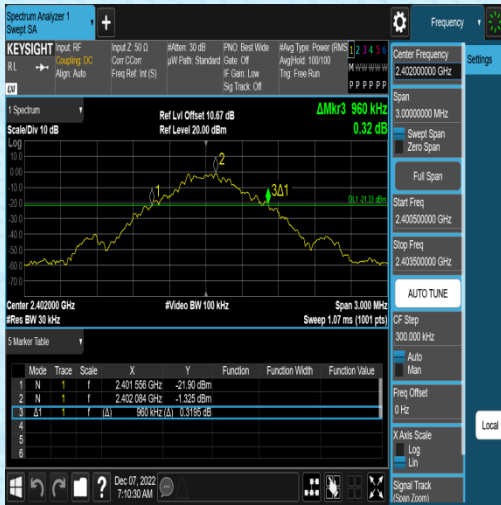 Spectrum Analyzer 1
Swept SA
+
Frequency
KEYSIGHT
RL
Input: RF
Coupling: DC
Align: Auto
Input Z: 50 Ω
Corr CCorr
Freq Ref: Int (S)
#Atten: 30 dB
µW Path: Standard
PNO: Best Wide
Gate: Off
IF Gain: Low
Sig Track: Off
#Avg Type: Power (RMS
Avg|Hold: 100/100
Trig: Free Run
1 2 3 4 5 6
M W W W W W
P P P P P P
LXI
1 Spectrum
Scale/Div 10 dB
Ref Lvl Offset 10.67 dB
Ref Level 20.00 dBm
ΔMkr3 960 kHz
0.32 dB
Log
10.0
0.00
-10.0
-20.0
-30.0
-40.0
-50.0
-60.0
-70.0
1
2
3Δ1
DL1 -21.33 dBm
Center 2.402000 GHz
#Res BW 30 kHz
#Video BW 100 kHz
Span 3.000 MHz
Sweep 1.07 ms (1001 pts)
5 Marker Table
Mode Trace Scale X Y Function Function Width Function Value
1 N 1 f 2.401 556 GHz -21.90 dBm
2 N 1 f 2.402 084 GHz -1.325 dBm
3 Δ1 1 f (Δ) 960 kHz (Δ) 0.3195 dB
4
5
6
?
Dec 07, 2022
7:10:30 AM
Center Frequency
2.402000000 GHz
Settings
Span
3.00000000 MHz
Swept Span
Zero Span
Full Span
Start Freq
2.400500000 GHz
Stop Freq
2.403500000 GHz
AUTO TUNE
CF Step
300.000 kHz
Auto
Man
Freq Offset
0 Hz
X Axis Scale
Log
Lin
Signal Track
(Span Zoom)
Local